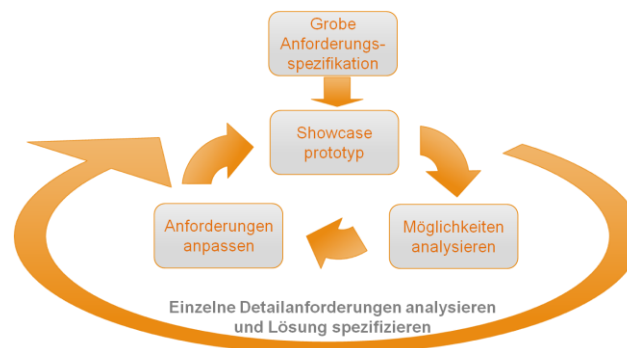 Grobe
Anforderungs-
spezifikation
Showcase
prototyp
Anforderungen
anpassen
Möglichkeiten
analysieren
Einzelne Detailanforderungen analysieren
und Lösung spezifizieren